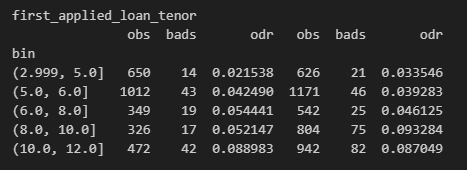 first_applied_loan_tenor
obs bads odr obs bads odr
bin
(2.999, 5.0] 650 14 0.021538 626 21 0.033546
(5.0, 6.0] 1012 43 0.042490 1171 46 0.039283
(6.0, 8.0] 349 19 0.054441 542 25 0.046125
(8.0, 10.0] 326 17 0.052147 804 75 0.093284
(10.0, 12.0] 472 42 0.088983 942 82 0.087049